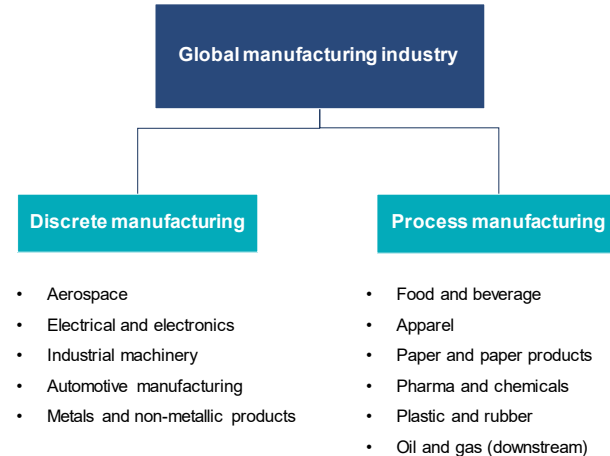 Global manufacturing industry
Discrete manufacturing
• Aerospace
• Electrical and electronics
• Industrial machinery
• Automotive manufacturing
• Metals and non-metallic products
Process manufacturing
• Food and beverage
• Apparel
• Paper and paper products
• Pharma and chemicals
• Plastic and rubber
• Oil and gas (downstream)